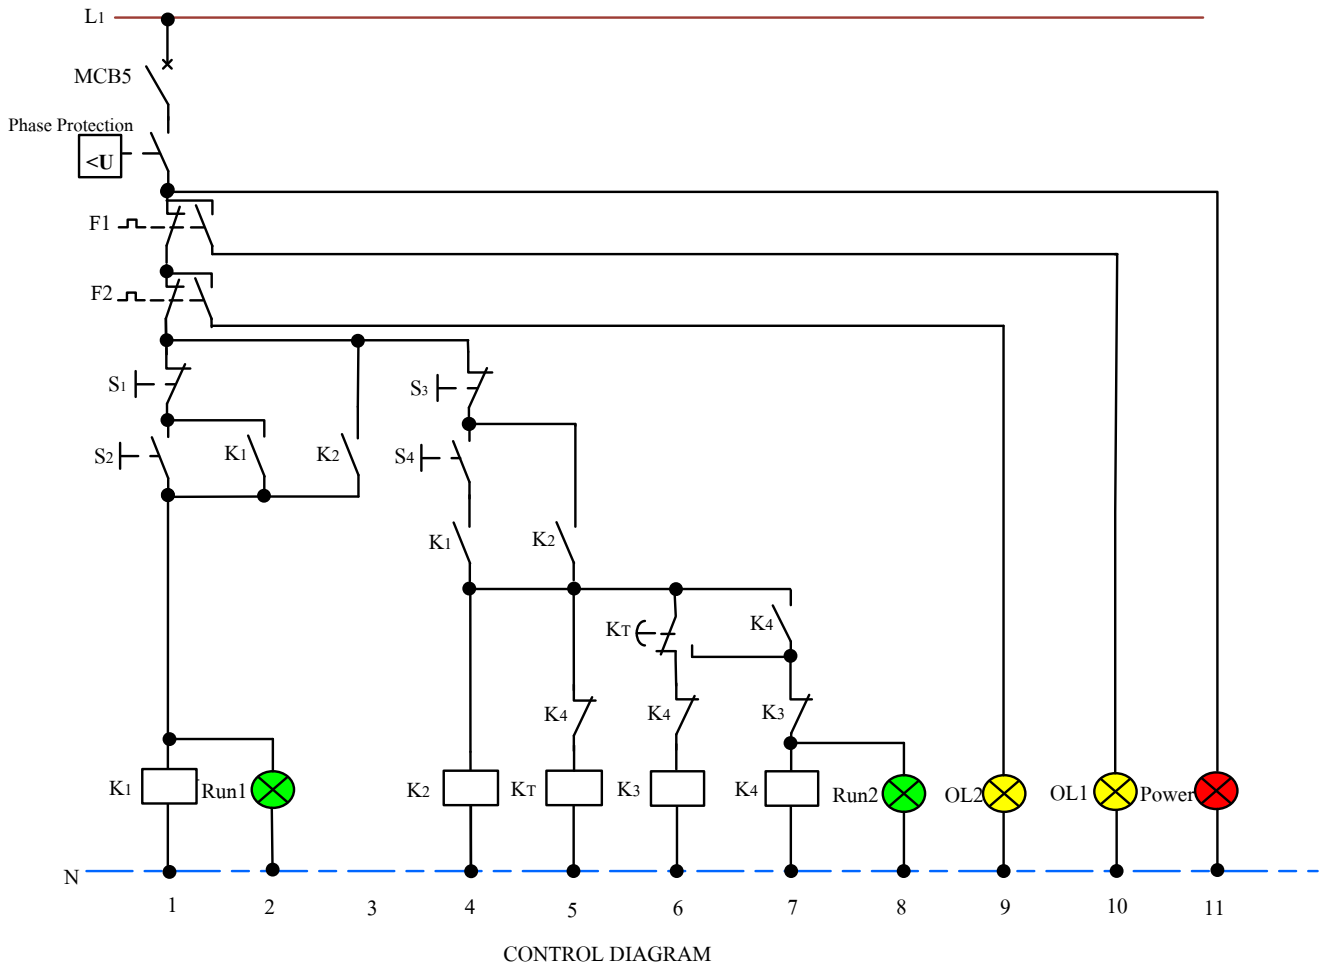 L1
MCB5
Phase Protection
<U
F1
F2
S1
S3
S2
K1
K2
S4
K1
K2
KT
K4
K4
K4
K3
K1
Run1
K2
KT
K3
K4
Run2
OL2
OL1
Power
N
1 2 3 4 5 6 7 8 9 10 11
CONTROL DIAGRAM